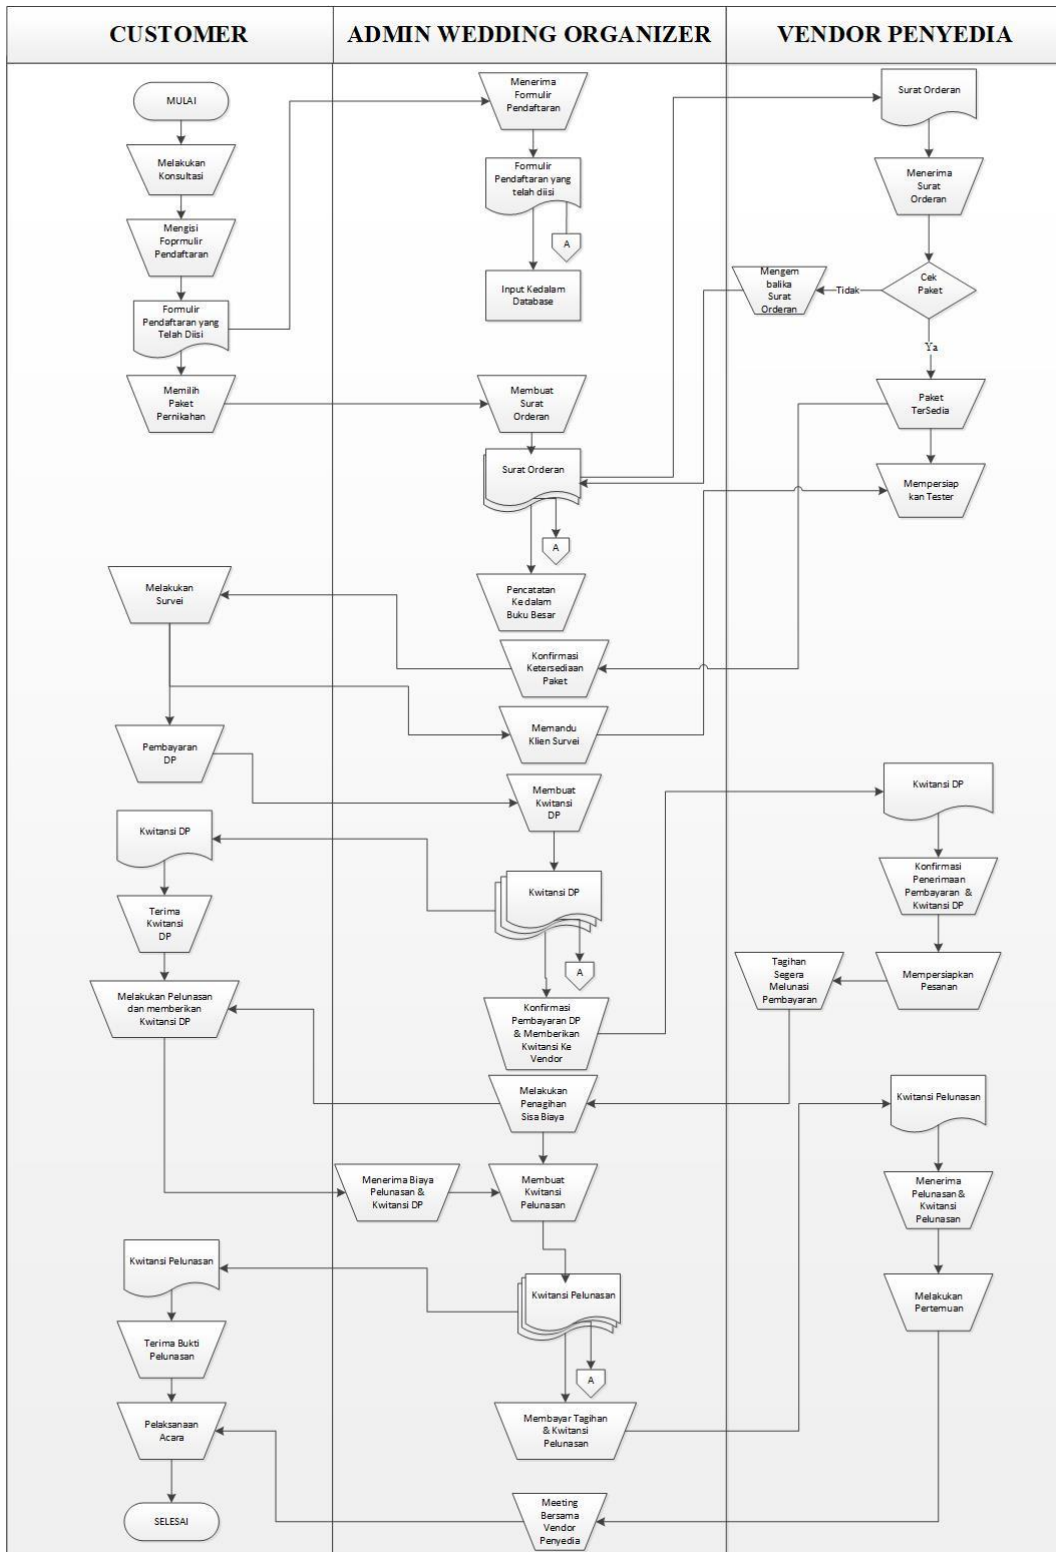 CUSTOMER
ADMIN WEDDING ORGANIZER
VENDOR PENYEDIA
MULAI
Melakukan
Konsultasi
Mengisi
Foprmulir
Pendaftaran
Formulir
Pendaftaran yang
Telah Diisi
Memilih
Paket
Pernikahan
Melakukan
Survei
Pembayaran
DP
Kwitansi DP
Terima
Kwitansi
DP
Melakukan Pelunasan
dan memberikan
Kwitansi DP
Kwitansi Pelunasan
Terima Bukti
Pelunasan
Pelaksanaan
Acara
SELESAI
Menerima
Formulir
Pendaftaran
Formulir
Pendaftaran yang
telah diisi
A
Input Kedalam
Database
Membuat
Surat
Orderan
Surat Orderan
A
Pencatatan
Ke dalam
Buku Besar
Konfirmasi
Ketersediaan
Paket
Memandu
Klien Survei
Membuat
Kwitansi
DP
Kwitansi DP
A
Konfirmasi
Pembayaran DP
& Memberikan
Kwitansi Ke
Vendor
Melakukan
Penagihan
Sisa Biaya
Menerima Biaya
Pelunasan &
Kwitansi DP
Membuat
Kwitansi
Pelunasan
Kwitansi Pelunasan
A
Membayar Tagihan
& Kwitansi
Pelunasan
Meeting
Bersama
Vendor
Penyedia
Surat Orderan
Menerima
Surat
Orderan
Cek
Paket
Tidak
Mengem
balika
Surat
Orderan
Ya
Paket
TerSedia
Mempersiap
kan Tester
Kwitansi DP
Konfirmasi
Penerimaan
Pembayaran &
Kwitansi DP
Mempersiapkan
Pesanan
Tagihan
Segera
Melunasi
Pembayaran
Kwitansi Pelunasan
Menerima
Pelunasan &
Kwitansi
Pelunasan
Melakukan
Pertemuan